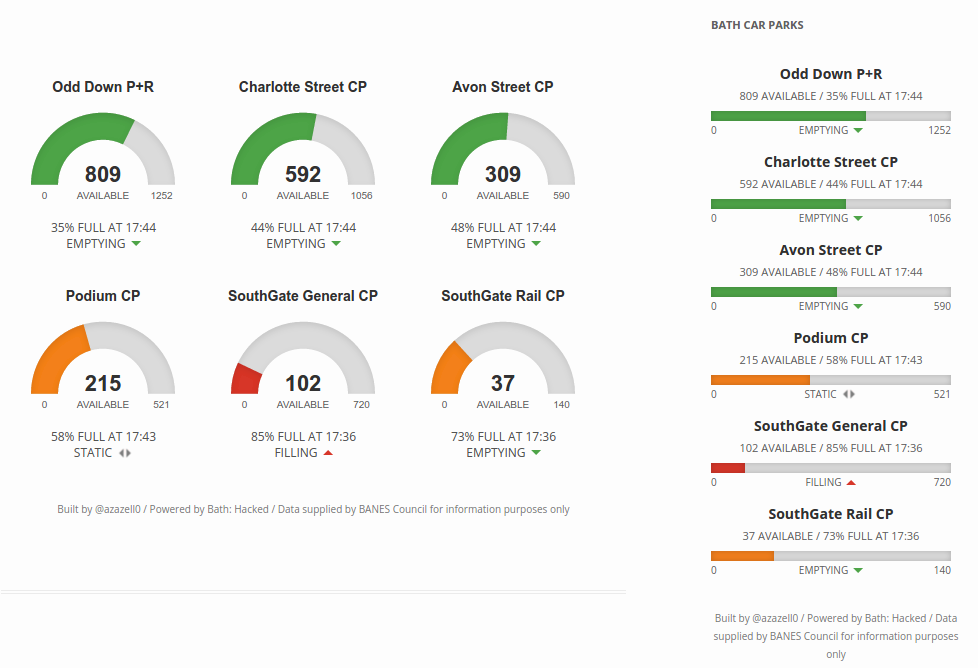 Odd Down P+R
809
0 AVAILABLE 1252
35% FULL AT 17:44
EMPTYING
Charlotte Street CP
592
0 AVAILABLE 1056
44% FULL AT 17:44
EMPTYING
Avon Street CP
309
0 AVAILABLE 590
48% FULL AT 17:44
EMPTYING
Podium CP
215
0 AVAILABLE 521
58% FULL AT 17:43
STATIC
SouthGate General CP
102
0 AVAILABLE 720
85% FULL AT 17:36
FILLING
SouthGate Rail CP
37
0 AVAILABLE 140
73% FULL AT 17:36
EMPTYING
Built by @azazell0 / Powered by Bath: Hacked / Data supplied by BANES Council for information purposes only
BATH CAR PARKS
Odd Down P+R
809 AVAILABLE / 35% FULL AT 17:44
0 EMPTYING 1252
Charlotte Street CP
592 AVAILABLE / 44% FULL AT 17:44
0 EMPTYING 1056
Avon Street CP
309 AVAILABLE / 48% FULL AT 17:44
0 EMPTYING 590
Podium CP
215 AVAILABLE / 58% FULL AT 17:43
0 STATIC 521
SouthGate General CP
102 AVAILABLE / 85% FULL AT 17:36
0 FILLING 720
SouthGate Rail CP
37 AVAILABLE / 73% FULL AT 17:36
0 EMPTYING 140
Built by @azazell0 / Powered by Bath: Hacked / Data
supplied by BANES Council for information purposes
only